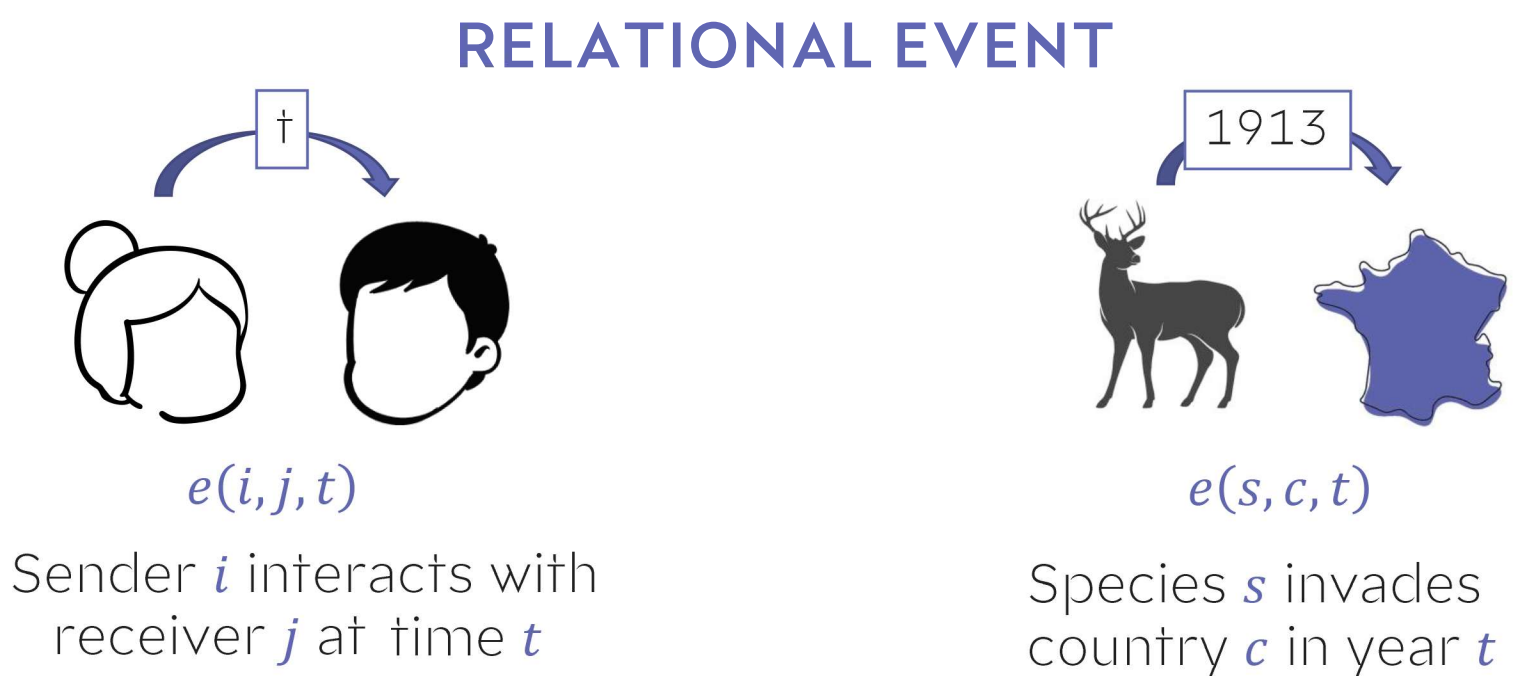 RELATIONAL EVENT
t
1913
e(i, j, t)
e(s, c, t)
Sender i interacts with
receiver j at time t
Species s invades
country c in year t